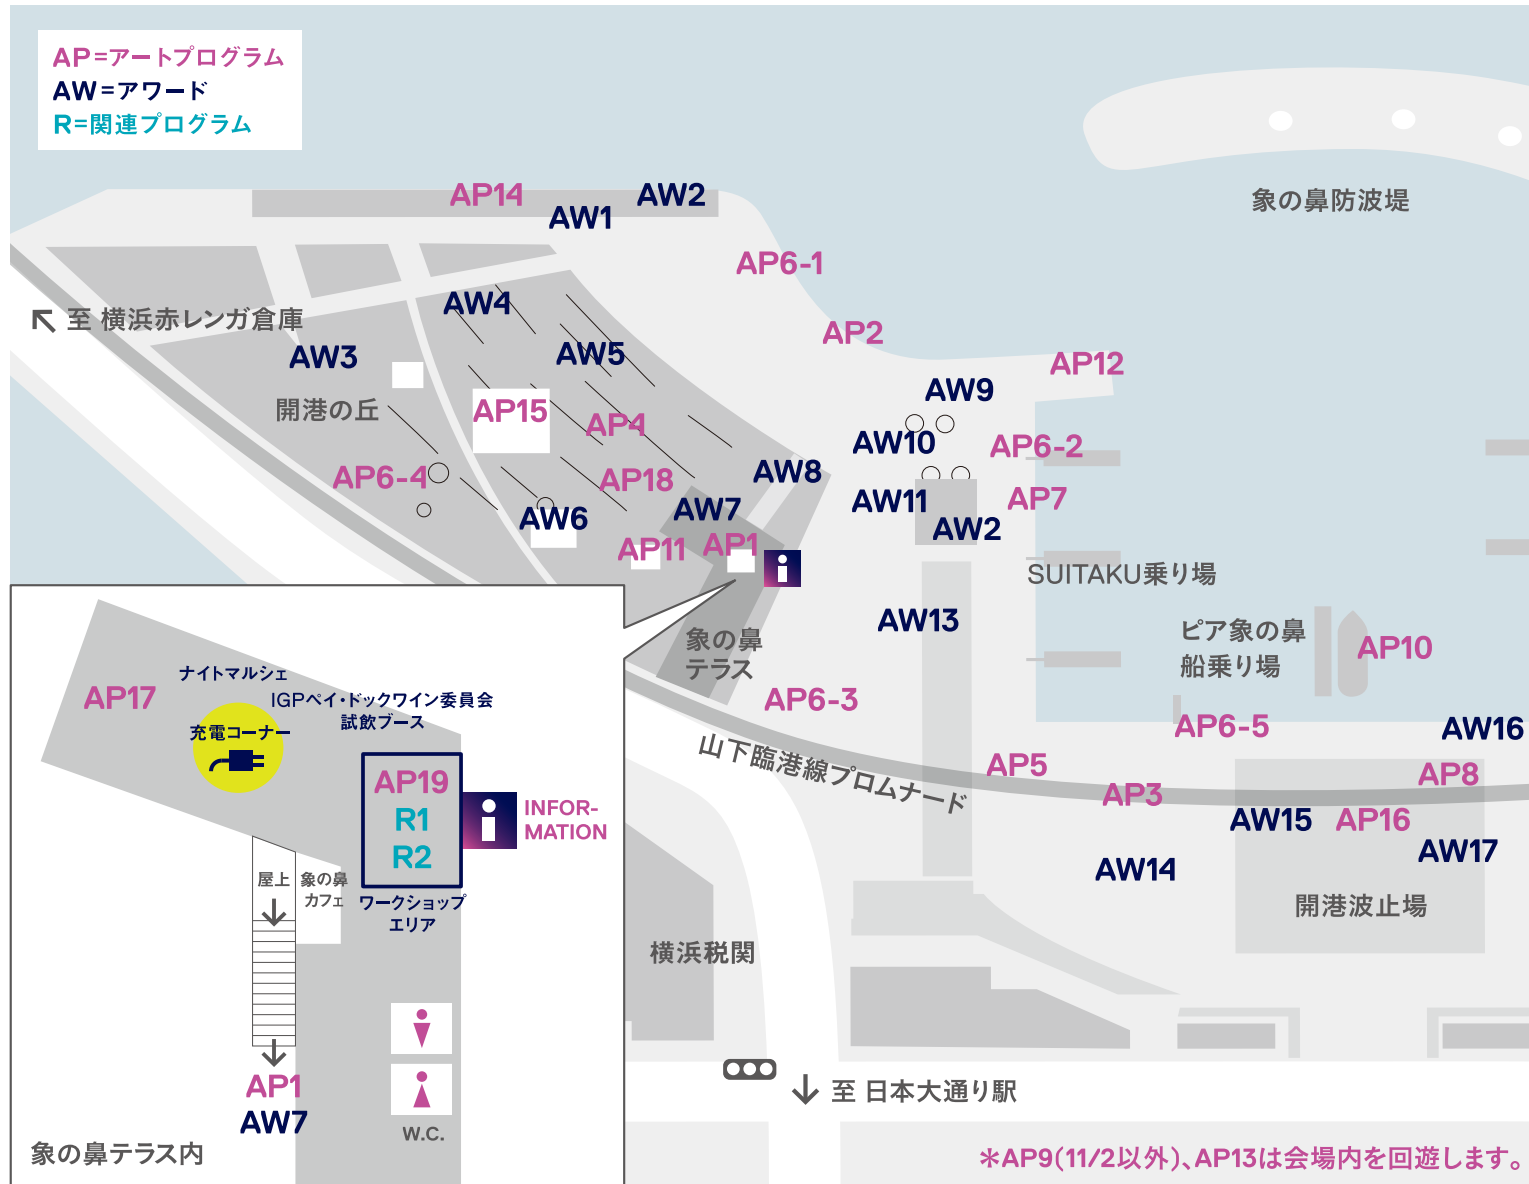 AP=アートプログラム
AW=アワード
R=関連プログラム
象の鼻防波堤
AP14
AW2
AW1
AP6-1
AW4
至 横浜赤レンガ倉庫
AP2
AW3
AW5
AP12
AW9
開港の丘
AP15
AP4
AW10
AP6-2
AP6-4
AP18
AW8
AW7
AW11
AP7
AW6
AW2
AP11
AP1
i
SUITAKU乗り場
AW13
象の鼻
テラス
ピア象の鼻
船乗り場
AP10
AP6-3
AP6-5
AW16
山下臨港線プロムナード
AP5
AP8
AP3
AW15
AP16
AW17
AW14
開港波止場
横浜税関
至 日本大通り駅
ナイトマルシェ
AP17
IGPペイ・ドックワイン委員会
試飲ブース
充電コーナー
AP19
R1
R2
i
INFOR-
MATION
屋上
象の鼻
カフェ
ワークショップ
エリア
AP1
AW7
W.C.
象の鼻テラス内
＊AP9(11/2以外)、AP13は会場内を回遊します。